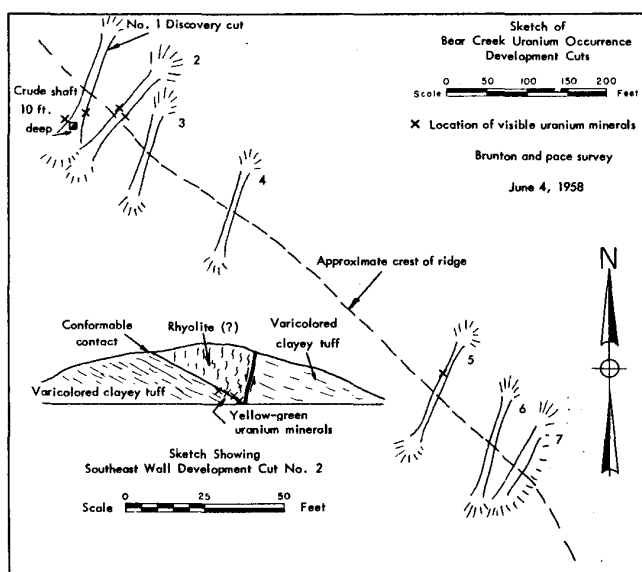 No. 1 Discovery cut
Sketch of
Bear Creek Uranium Occurrence
Development Cuts
0 50 100 150 200
Scale Feet
X Location of visible uranium minerals
Brunton and pace survey
June 4, 1958
2
Crude shaft
10 ft.
deep
3
4
Approximate crest of ridge
N
Conformable
contact
Rhyolite (?)
Varicolored
clayey tuff
Varicolored clayey tuff
Yellow-green
uranium minerals
5
6
7
Sketch Showing
Southeast Wall Development Cut No. 2
0 25 50
Scale Feet